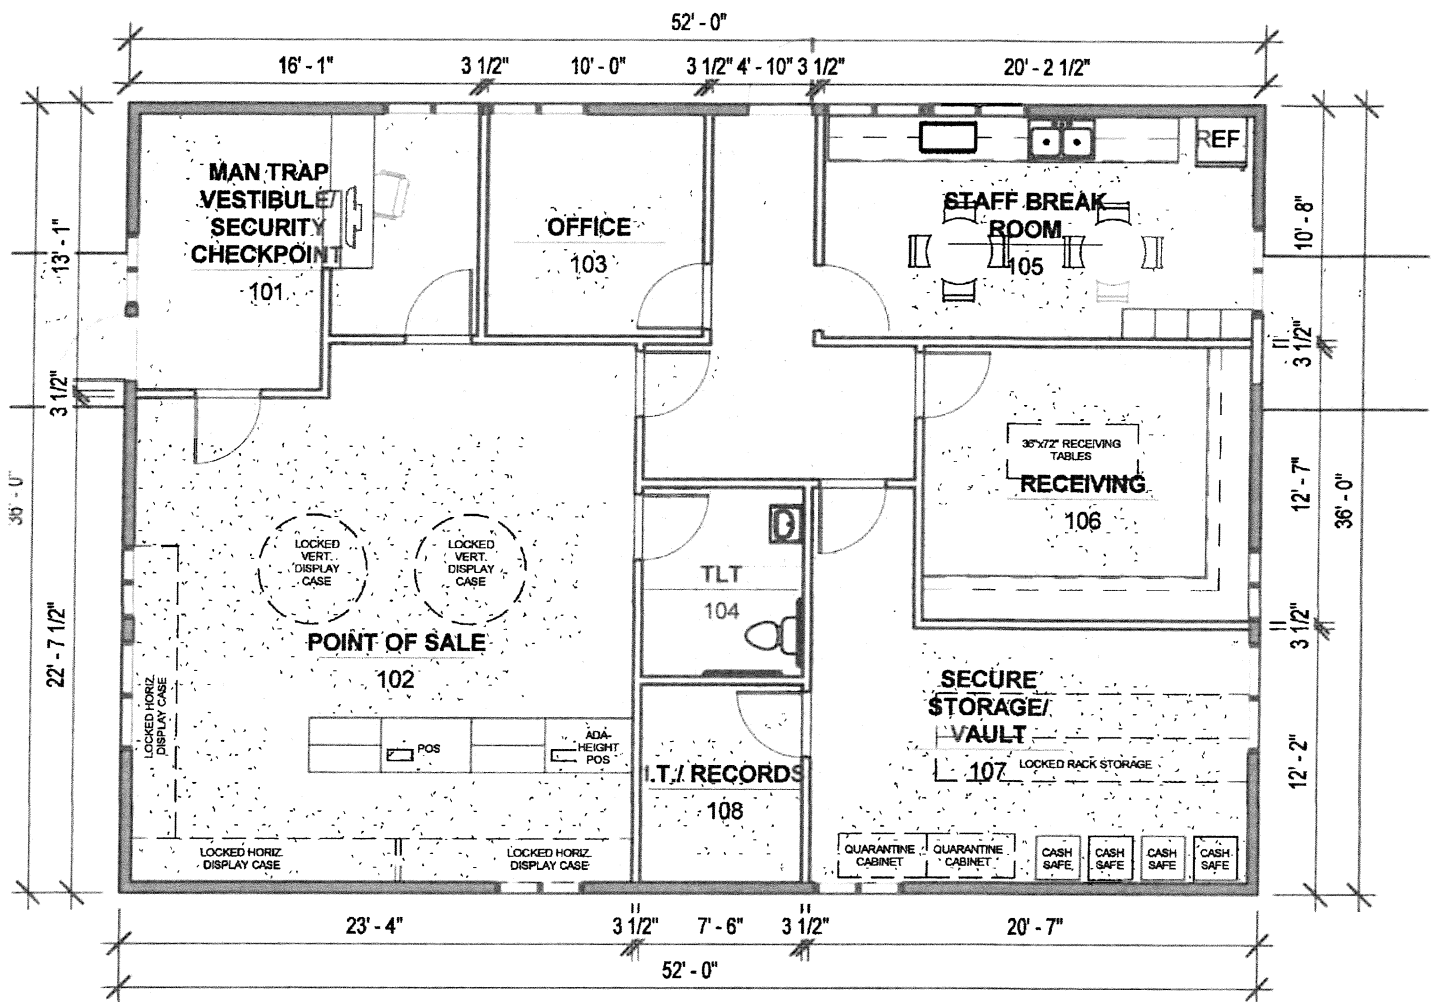 52' - 0"
16' - 1"
3 1/2"
10' - 0"
3 1/2"
4' - 10"
3 1/2"
20' - 2 1/2"
MAN TRAP
VESTIBULE/
SECURITY
CHECKPOINT
101
OFFICE
103
REF
STAFF BREAK
ROOM
105
13' - 1"
3 1/2"
36' - 0"
22' - 7 1/2"
10' - 8"
3 1/2"
12' - 7"
36' - 0"
3 1/2"
12' - 2"
36"x72" RECEIVING
TABLES
RECEIVING
106
LOCKED
VERT.
DISPLAY
CASE
LOCKED
VERT.
DISPLAY
CASE
TLT
104
POINT OF SALE
102
LOCKED HORIZ.
DISPLAY CASE
POS
ADA-
HEIGHT
POS
SECURE
STORAGE/
VAULT
107
LOCKED RACK STORAGE
I.T./ RECORDS
108
LOCKED HORIZ.
DISPLAY CASE
LOCKED HORIZ.
DISPLAY CASE
QUARANTINE
CABINET
QUARANTINE
CABINET
CASH
SAFE
CASH
SAFE
CASH
SAFE
CASH
SAFE
23' - 4"
3 1/2"
7' - 6"
3 1/2"
20' - 7"
52' - 0"